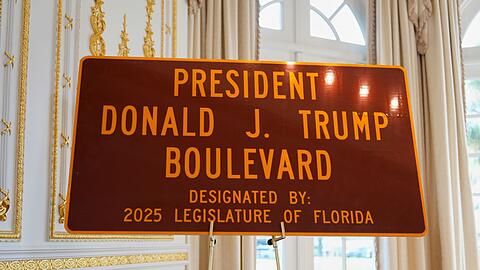 PRESIDENT
DONALD J. TRUMP
BOULEVARD
DESIGNATED BY:
2025 LEGISLATURE OF FLORIDA